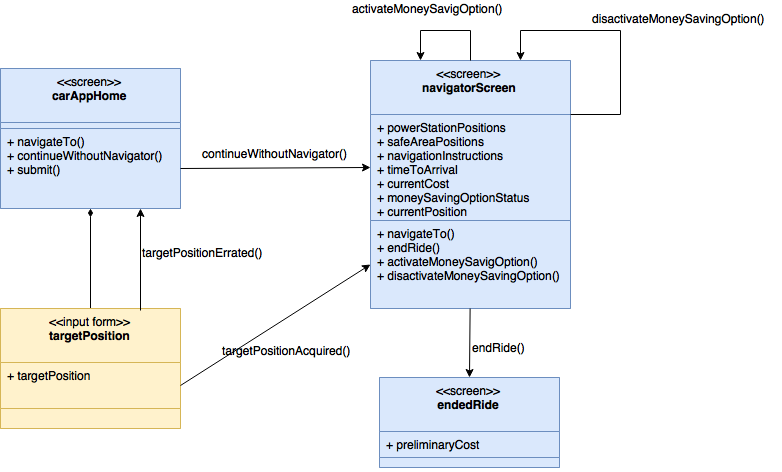 activateMoneySavigOption()
disactivateMoneySavingOption()
<<screen>>
carAppHome
+ navigateTo()
+ continueWithoutNavigator()
+ submit()
continueWithoutNavigator()
<<screen>>
navigatorScreen
+ powerStationPositions
+ safeAreaPositions
+ navigationInstructions
+ timeToArrival
+ currentCost
+ moneySavingOptionStatus
+ currentPosition
+ navigateTo()
+ endRide()
+ activateMoneySavigOption()
+ disactivateMoneySavingOption()
targetPositionErrated()
<<input form>>
targetPosition
+ targetPosition
targetPositionAcquired()
endRide()
<<screen>>
endedRide
+ preliminaryCost